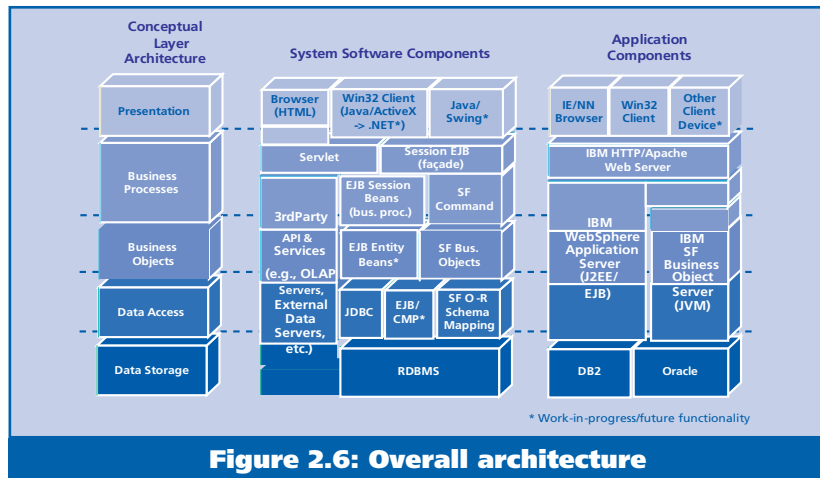 Conceptual
Layer
Architecture
System Software Components
Application
Components
Presentation
Browser
(HTML)
Win32 Client
(Java/ActiveX
-> .NET*)
Java/
Swing*
IE/NN
Browser
Win32
Client
Other
Client
Device*
Servlet
Session EJB
(façade)
IBM HTTP/Apache
Web Server
Business
Processes
3rdParty
API &
Services
(e.g., OLAP
Servers,
External
Data
Servers,
etc.)
EJB Session
Beans
(bus. proc.)
SF
Command
IBM
WebSphere
Application
Server
(J2EE/
EJB)
IBM
SF
Business
Object
Server
(JVM)
Business
Objects
EJB Entity
Beans*
SF Bus.
Objects
Data Access
JDBC
EJB/
CMP*
SF O -R
Schema
Mapping
Data Storage
RDBMS
DB2
Oracle
* Work-in-progress/future functionality
Figure 2.6: Overall architecture